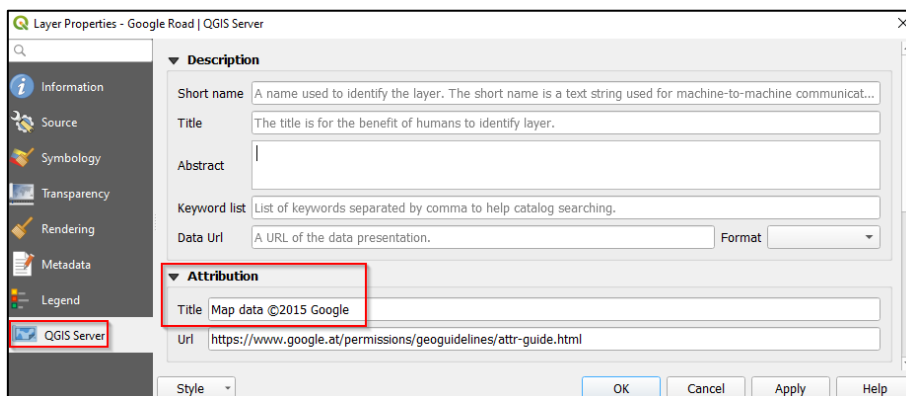 Layer Properties - Google Road | QGIS Server
Information
Source
Symbology
Transparency
Rendering
Metadata
Legend
QGIS Server
Description
Short name A name used to identify the layer. The short name is a text string used for machine-to-machine communicat...
Title The title is for the benefit of humans to identify layer.
Abstract
Keyword list List of keywords separated by comma to help catalog searching.
Data Url A URL of the data presentation. Format
Attribution
Title Map data ©2015 Google
Url https://www.google.at/permissions/geoguidelines/attr-guide.html
Style OK Cancel Apply Help